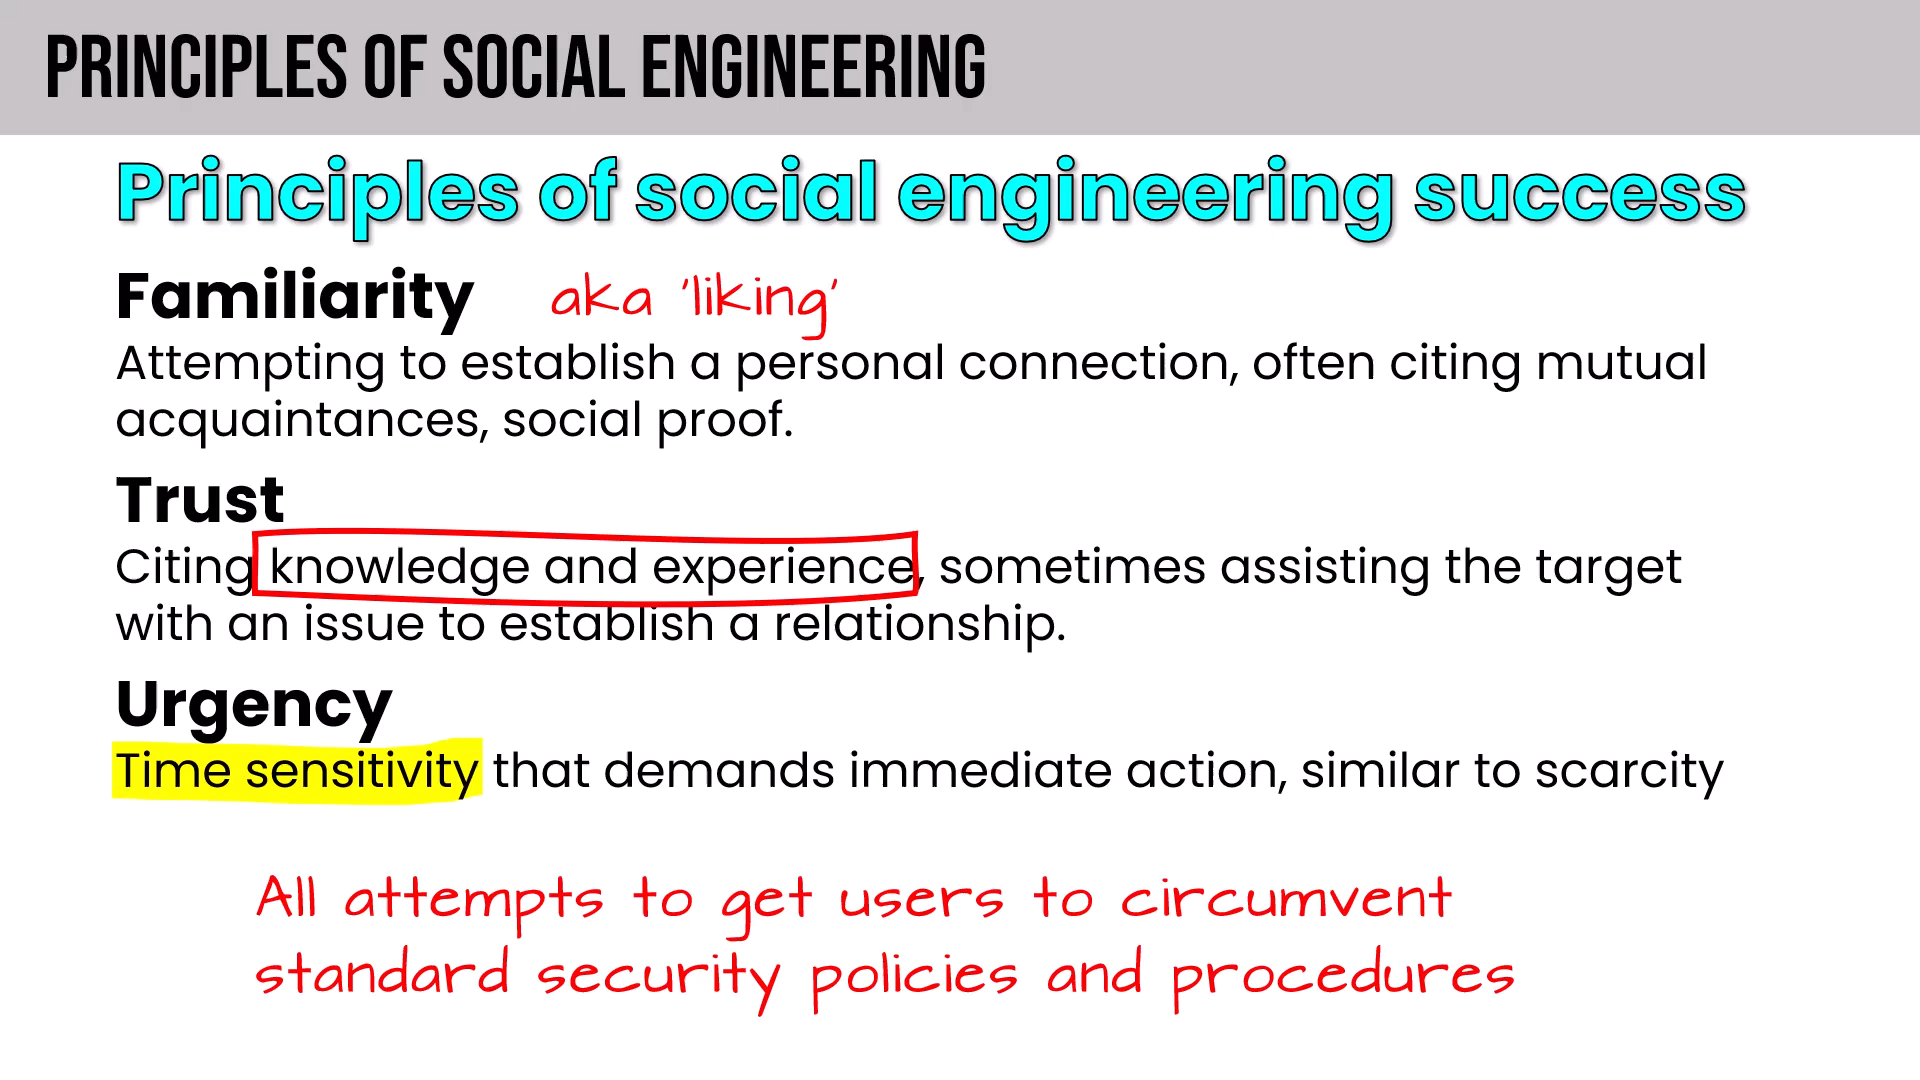 PRINCIPLES OF SOCIAL ENGINEERING
Principles of social engineering success
Familiarity aka 'liking'
Attempting to establish a personal connection, often citing mutual
acquaintances, social proof.
Trust
Citing knowledge and experience, sometimes assisting the target
with an issue to establish a relationship.
Urgency
Time sensitivity that demands immediate action, similar to scarcity
All attempts to get users to circumvent
standard security policies and procedures